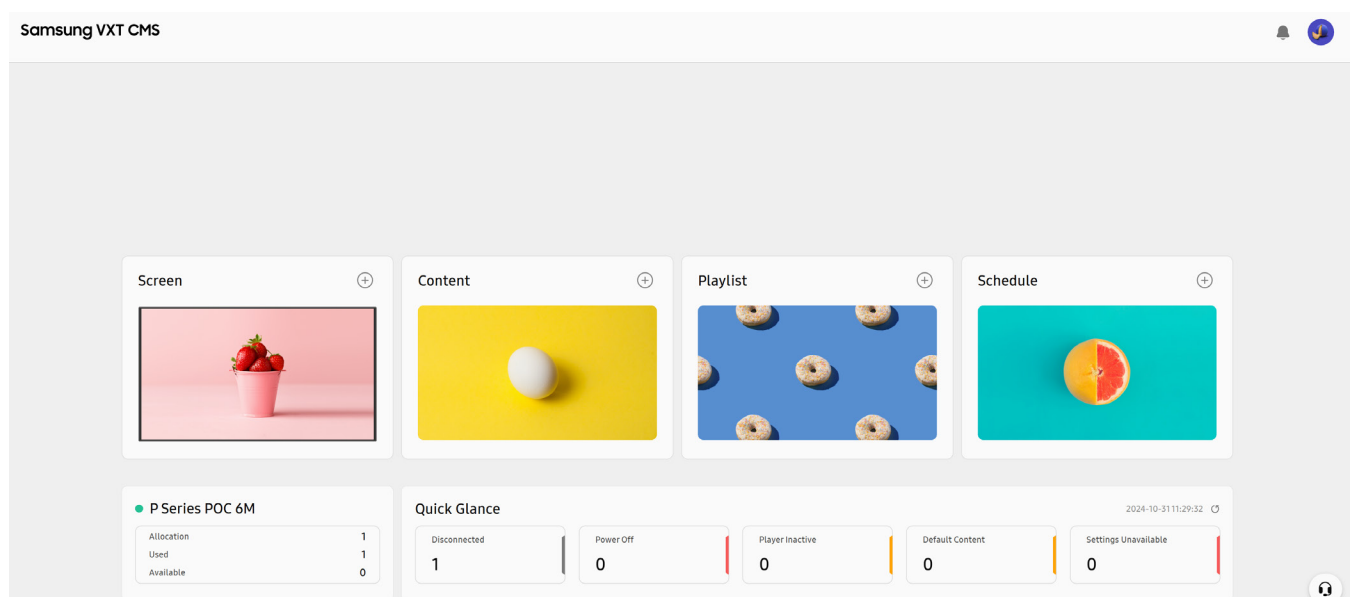 Samsung VXT CMS
Screen
Content
Playlist
Schedule
P Series POC 6M
Allocation 1
Used 1
Available 0
Quick Glance
2024-10-31 11:29:32
Disconnected
1
Power Off
0
Player Inactive
0
Default Content
0
Settings Unavailable
0